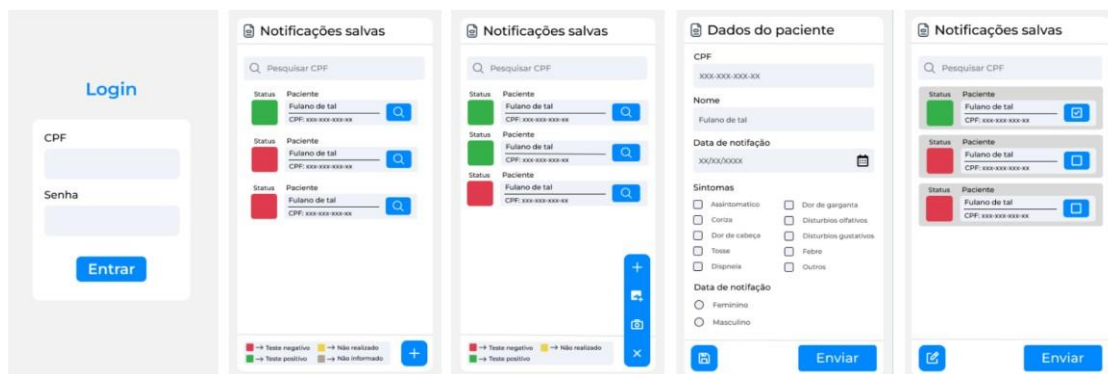 Login
CPF
Senha
Entrar
Notificações salvas
Pesquisar CPF
Status Paciente
Fulano de tal
CPF: xxx-xxx-xxx-xx
Status Paciente
Fulano de tal
CPF: xxx-xxx-xxx-xx
Status Paciente
Fulano de tal
CPF: xxx-xxx-xxx-xx
→ Teste negativo → Não realizado
→ Teste positivo → Não informado
Notificações salvas
Pesquisar CPF
Status Paciente
Fulano de tal
CPF: xxx-xxx-xxx-xx
Status Paciente
Fulano de tal
CPF: xxx-xxx-xxx-xx
Status Paciente
Fulano de tal
CPF: xxx-xxx-xxx-xx
→ Teste negativo → Não realizado
→ Teste positivo
Dados do paciente
CPF
XXX-XXX-XXX-XX
Nome
Fulano de tal
Data de notifação
XX/XX/XXXX
Sintomas
Assintomatico Dor de garganta
Coriza Disturbios olfativos
Dor de cabeça Disturbios gustativos
Tosse Febre
Dispneia Outros
Data de notifação
Feminino
Masculino
Enviar
Notificações salvas
Pesquisar CPF
Status Paciente
Fulano de tal
CPF: xxx-xxx-xxx-xx
Status Paciente
Fulano de tal
CPF: xxx-xxx-xxx-xx
Status Paciente
Fulano de tal
CPF: xxx-xxx-xxx-xx
Enviar